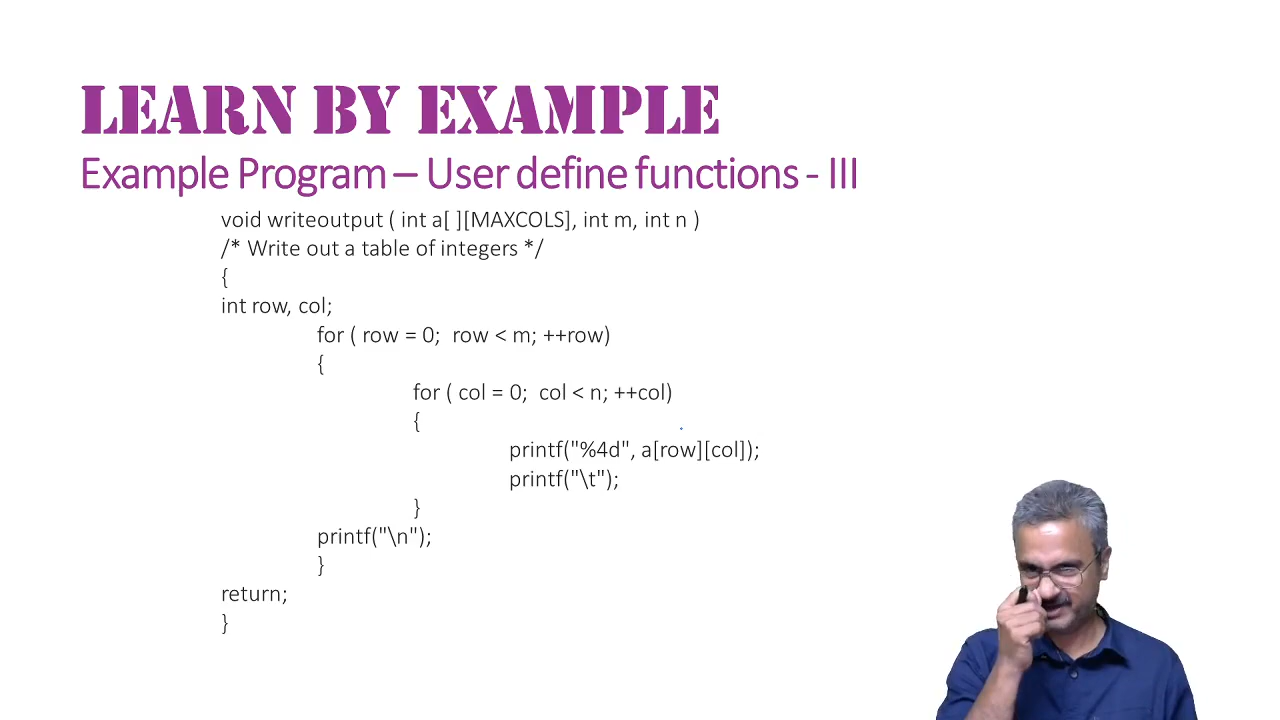 LEARN BY EXAMPLE
Example Program – User define functions - III
void writeoutput ( int a[ ][MAXCOLS], int m, int n )
/* Write out a table of integers */
{
int row, col;
for ( row = 0;  row < m; ++row)
{
for ( col = 0;  col < n; ++col)
{
printf("%4d", a[row][col]);
printf("\t");
}
printf("\n");
}
return;
}